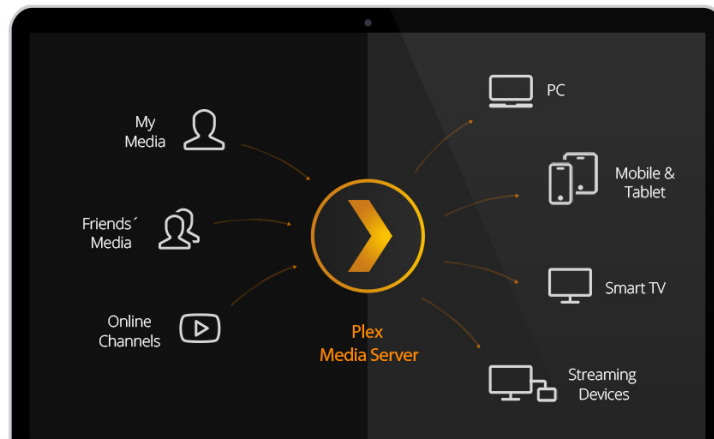 My
Media
Friends´
Media
Online
Channels
Plex
Media Server
PC
Mobile &
Tablet
Smart TV
Streaming
Devices